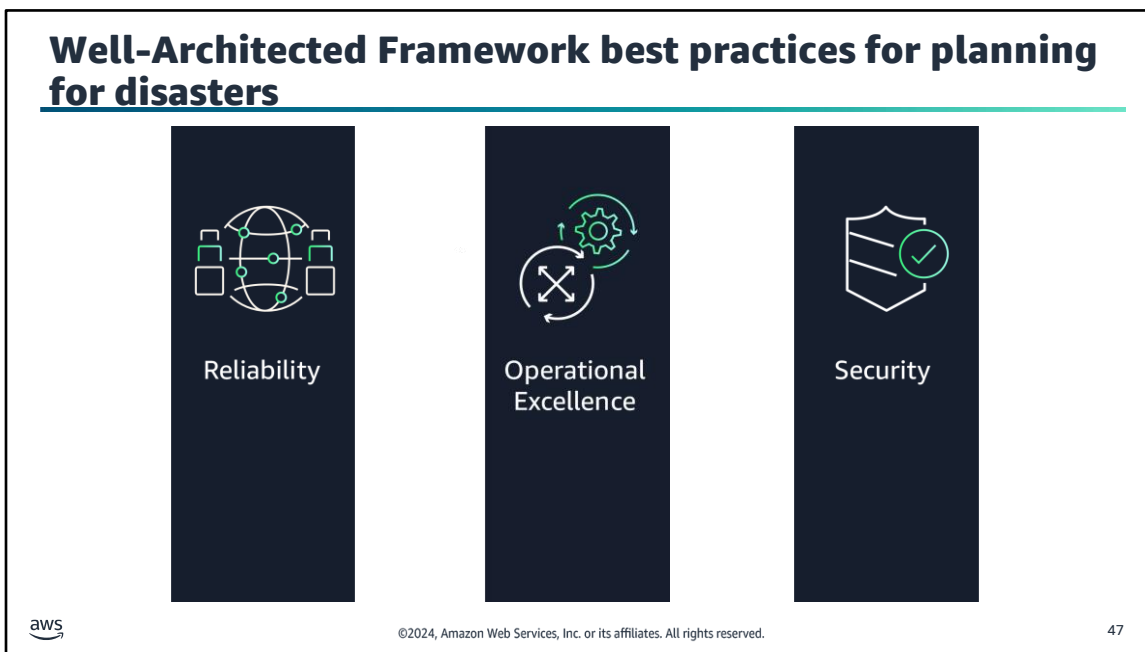 Well-Architected Framework best practices for planning
for disasters
Reliability
Operational
Excellence
Security
aws
©2024, Amazon Web Services, Inc. or its affiliates. All rights reserved.
47